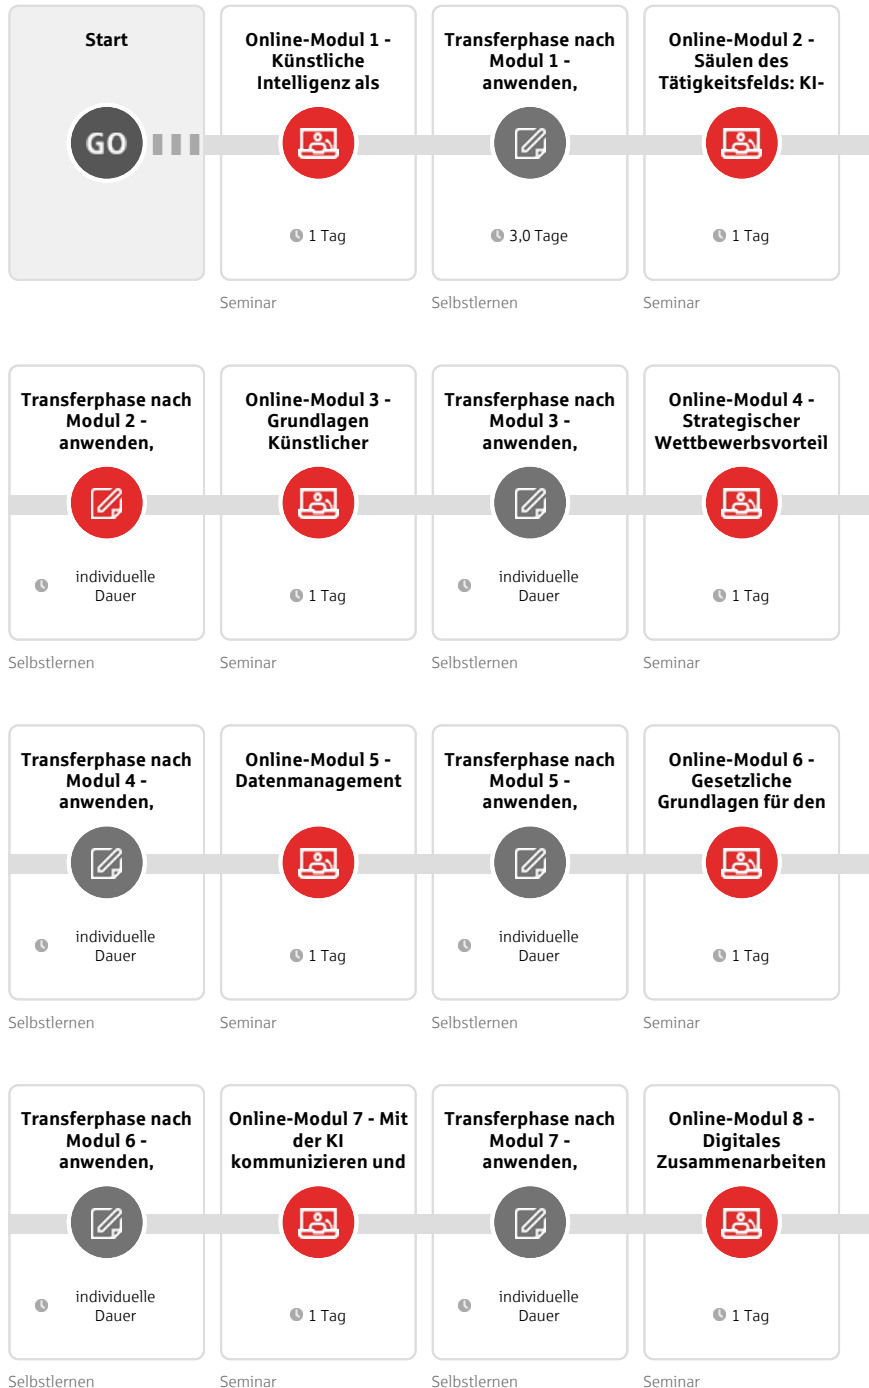 Start
GO
Online-Modul 1 -
Künstliche
Intelligenz als
1 Tag
Seminar
Transferphase nach
Modul 1 -
anwenden,
3,0 Tage
Selbstlernen
Online-Modul 2 -
Säulen des
Tätigkeitsfelds: KI-
1 Tag
Seminar
Transferphase nach
Modul 2 -
anwenden,
individuelle
Dauer
Selbstlernen
Online-Modul 3 -
Grundlagen
Künstlicher
1 Tag
Seminar
Transferphase nach
Modul 3 -
anwenden,
individuelle
Dauer
Selbstlernen
Online-Modul 4 -
Strategischer
Wettbewerbsvorteil
1 Tag
Seminar
Transferphase nach
Modul 4 -
anwenden,
individuelle
Dauer
Selbstlernen
Online-Modul 5 -
Datenmanagement
1 Tag
Seminar
Transferphase nach
Modul 5 -
anwenden,
individuelle
Dauer
Selbstlernen
Online-Modul 6 -
Gesetzliche
Grundlagen für den
1 Tag
Seminar
Transferphase nach
Modul 6 -
anwenden,
individuelle
Dauer
Selbstlernen
Online-Modul 7 - Mit
der KI
kommunizieren und
1 Tag
Seminar
Transferphase nach
Modul 7 -
anwenden,
individuelle
Dauer
Selbstlernen
Online-Modul 8 -
Digitales
Zusammenarbeiten
1 Tag
Seminar